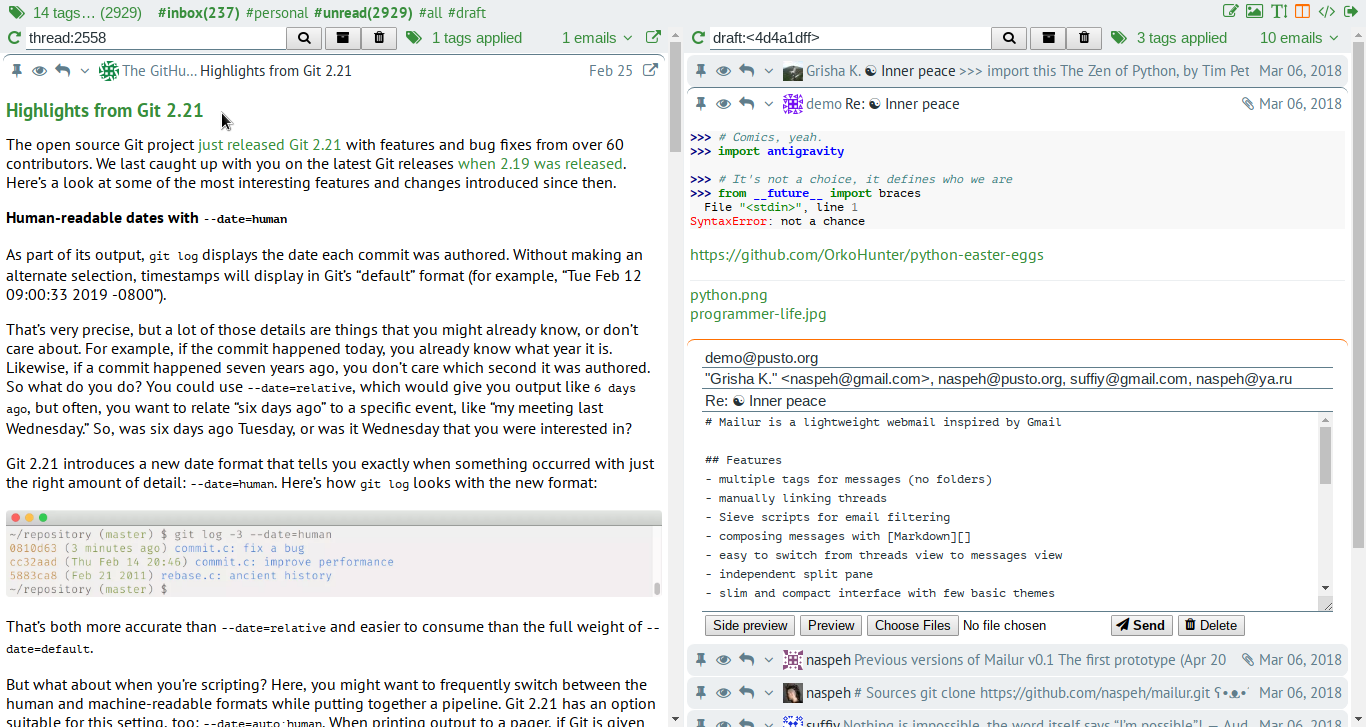 14 tags… (2929) #inbox(237) #personal #unread(2929) #all #draft
thread:2558
1 tags applied
1 emails
The GitHu… Highlights from Git 2.21
Feb 25
Highlights from Git 2.21
The open source Git project just released Git 2.21 with features and bug fixes from over 60
contributors. We last caught up with you on the latest Git releases when 2.19 was released.
Here’s a look at some of the most interesting features and changes introduced since then.
Human-readable dates with --date=human
As part of its output, git log displays the date each commit was authored. Without making an
alternate selection, timestamps will display in Git’s “default” format (for example, “Tue Feb 12
09:00:33 2019 -0800”).
That’s very precise, but a lot of those details are things that you might already know, or don’t
care about. For example, if the commit happened today, you already know what year it is.
Likewise, if a commit happened seven years ago, you don’t care which second it was authored.
So what do you do? You could use --date=relative, which would give you output like 6 days
ago, but often, you want to relate “six days ago” to a specific event, like “my meeting last
Wednesday.” So, was six days ago Tuesday, or was it Wednesday that you were interested in?
Git 2.21 introduces a new date format that tells you exactly when something occurred with just
the right amount of detail: --date=human. Here’s how git log looks with the new format:
~/repository (master) $ git log -3 --date=human
0810d63 (3 minutes ago) commit.c: fix a bug
cc32aad (Thu Feb 14 20:46) commit.c: improve performance
5883ca8 (Feb 21 2011) rebase.c: ancient history
~/repository (master) $
That’s both more accurate than --date=relative and easier to consume than the full weight of --
date=default.
But what about when you’re scripting? Here, you might want to frequently switch between the
human and machine-readable formats while putting together a pipeline. Git 2.21 has an option
suitable for this setting, too: --date=auto:human. When printing output to a pager, if Git is given
draft:<4d4a1dff>
3 tags applied
10 emails
Grisha K. ☯ Inner peace >>> import this The Zen of Python, by Tim Pet
Mar 06, 2018
demo Re: ☯ Inner peace
Mar 06, 2018
>>> # Comics, yeah.
>>> import antigravity
>>> # It's not a choice, it defines who we are
>>> from __future__ import braces
File "<stdin>", line 1
SyntaxError: not a chance
https://github.com/OrkoHunter/python-easter-eggs
python.png
programmer-life.jpg
demo@pusto.org
"Grisha K." <naspeh@gmail.com>, naspeh@pusto.org, suffiy@gmail.com, naspeh@ya.ru
Re: ☯ Inner peace
# Mailur is a lightweight webmail inspired by Gmail
## Features
- multiple tags for messages (no folders)
- manually linking threads
- Sieve scripts for email filtering
- composing messages with [Markdown][]
- easy to switch from threads view to messages view
- independent split pane
- slim and compact interface with few basic themes
Side preview
Preview
Choose Files No file chosen
Send
Delete
naspeh Previous versions of Mailur v0.1 The first prototype (Apr 20
Mar 06, 2018
naspeh # Sources git clone https://github.com/naspeh/mailur.git ʕ•ᴥ•
Mar 06, 2018
suffiy Nothing is impossible, the word itself says “I’m possible”! — Aud
Mar 06, 2018